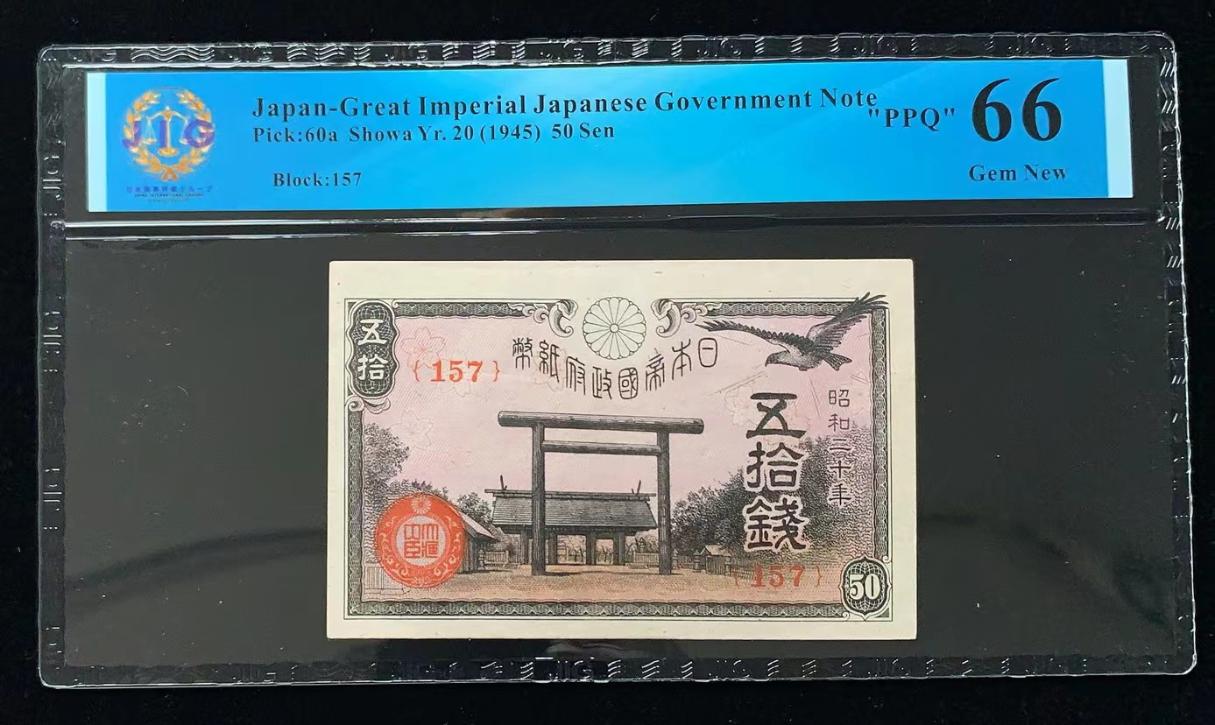 Japan-Great Imperial Japanese Government Note
"PPQ" 66
Pick:60a Showa Yr. 20 (1945) 50 Sen
Gem New
Block:157
JIG
五拾
{157}
日本帝國政府紙幣
昭和二十年
五拾錢
{157}
50